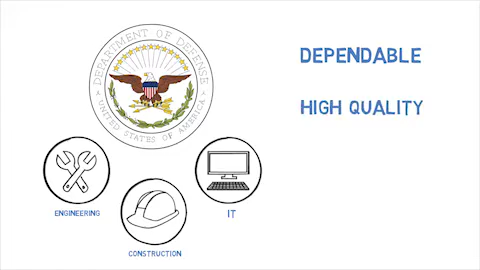 DEPARTMENT OF DEFENSE
UNITED STATES OF AMERICA
DEPENDABLE
HIGH QUALITY
ENGINEERING
CONSTRUCTION
IT